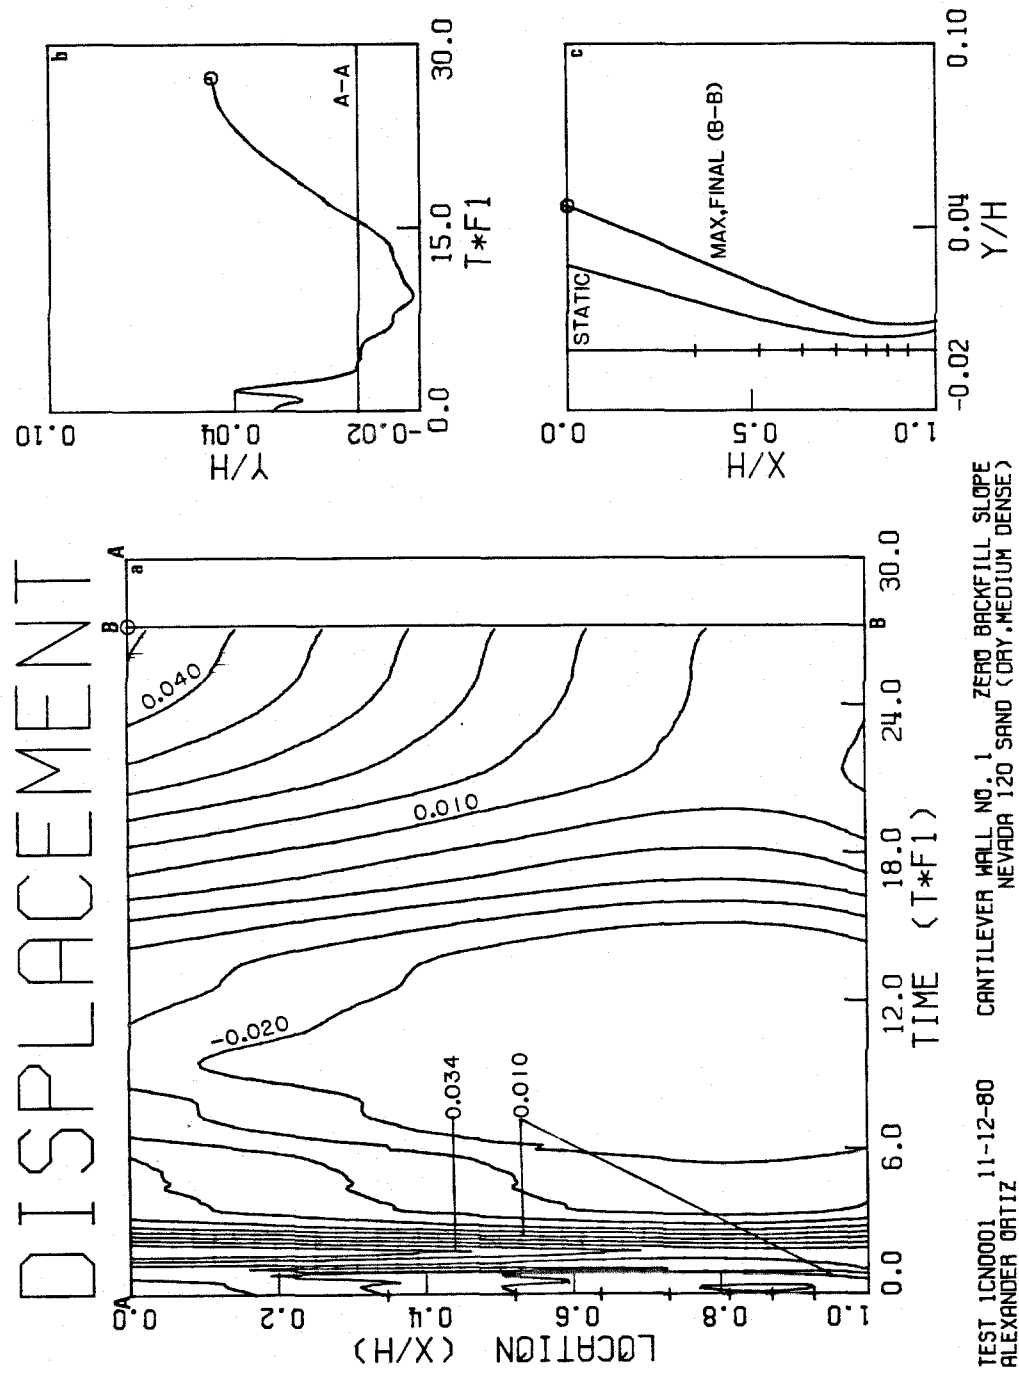 DISPLACEMENT
A
B
A
a
0.040
0.010
-0.020
0.034
0.010
B
0.0
0.2
0.4
0.6
0.8
1.0
LOCATION (X/H)
0.0
6.0
12.0
18.0
24.0
30.0
TIME (T*F1)
b
A-A
0.10
0.04
-0.02
Y/H
0.0
15.0
30.0
T*F1
c
STATIC
MAX,FINAL (B-B)
0.0
0.5
1.0
X/H
-0.02
0.04
0.10
Y/H
TEST 1CN0001 11-12-80 CANTILEVER WALL NO. 1 ZERO BACKFILL SLOPE
ALEXANDER ORTIZ NEVADA 120 SAND (DRY,MEDIUM DENSE)